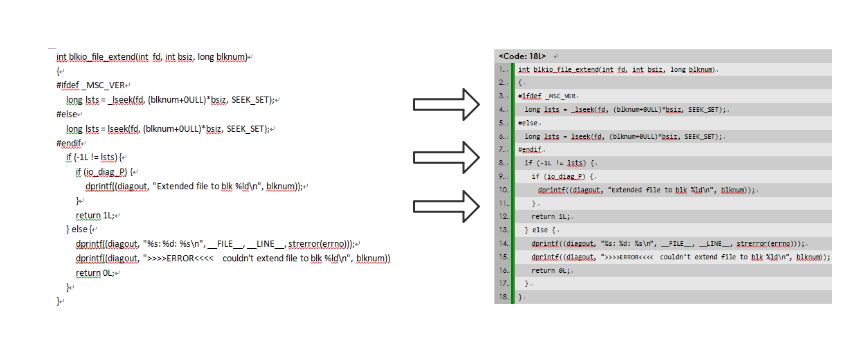 int blkio_file_extend(int fd, int bsiz, long blknum)
{
#ifdef _MSC_VER
long lsts = _lseek(fd, (blknum+0ULL)*bsiz, SEEK_SET);
#else
long lsts = lseek(fd, (blknum+0ULL)*bsiz, SEEK_SET);
#endif
if (-1L != lsts) {
if (io_diag_P) {
dprintf((diagout, "Extended file to blk %ld\n", blknum));
}
return 1L;
} else {
dprintf((diagout, "%s: %d: %s\n", __FILE__, __LINE__, strerror(errno)));
dprintf((diagout, ">>>>ERROR<<<< couldn't extend file to blk %ld\n", blknum))
return 0L;
}
}
<Code: 18L>
1. int blkio_file_extend(int fd, int bsiz, long blknum)
2. {
3. #ifdef _MSC_VER
4. long lsts = _lseek(fd, (blknum+0ULL)*bsiz, SEEK_SET);
5. #else
6. long lsts = lseek(fd, (blknum+0ULL)*bsiz, SEEK_SET);
7. #endif
8. if (-1L != lsts) {
9. if (io_diag_P) {
10. dprintf((diagout, "Extended file to blk %ld\n", blknum));
11. }
12. return 1L;
13. } else {
14. dprintf((diagout, "%s: %d: %s\n", __FILE__, __LINE__, strerror(errno)));
15. dprintf((diagout, ">>>>ERROR<<<< couldn't extend file to blk %ld\n", blknum));
16. return 0L;
17. }
18. }